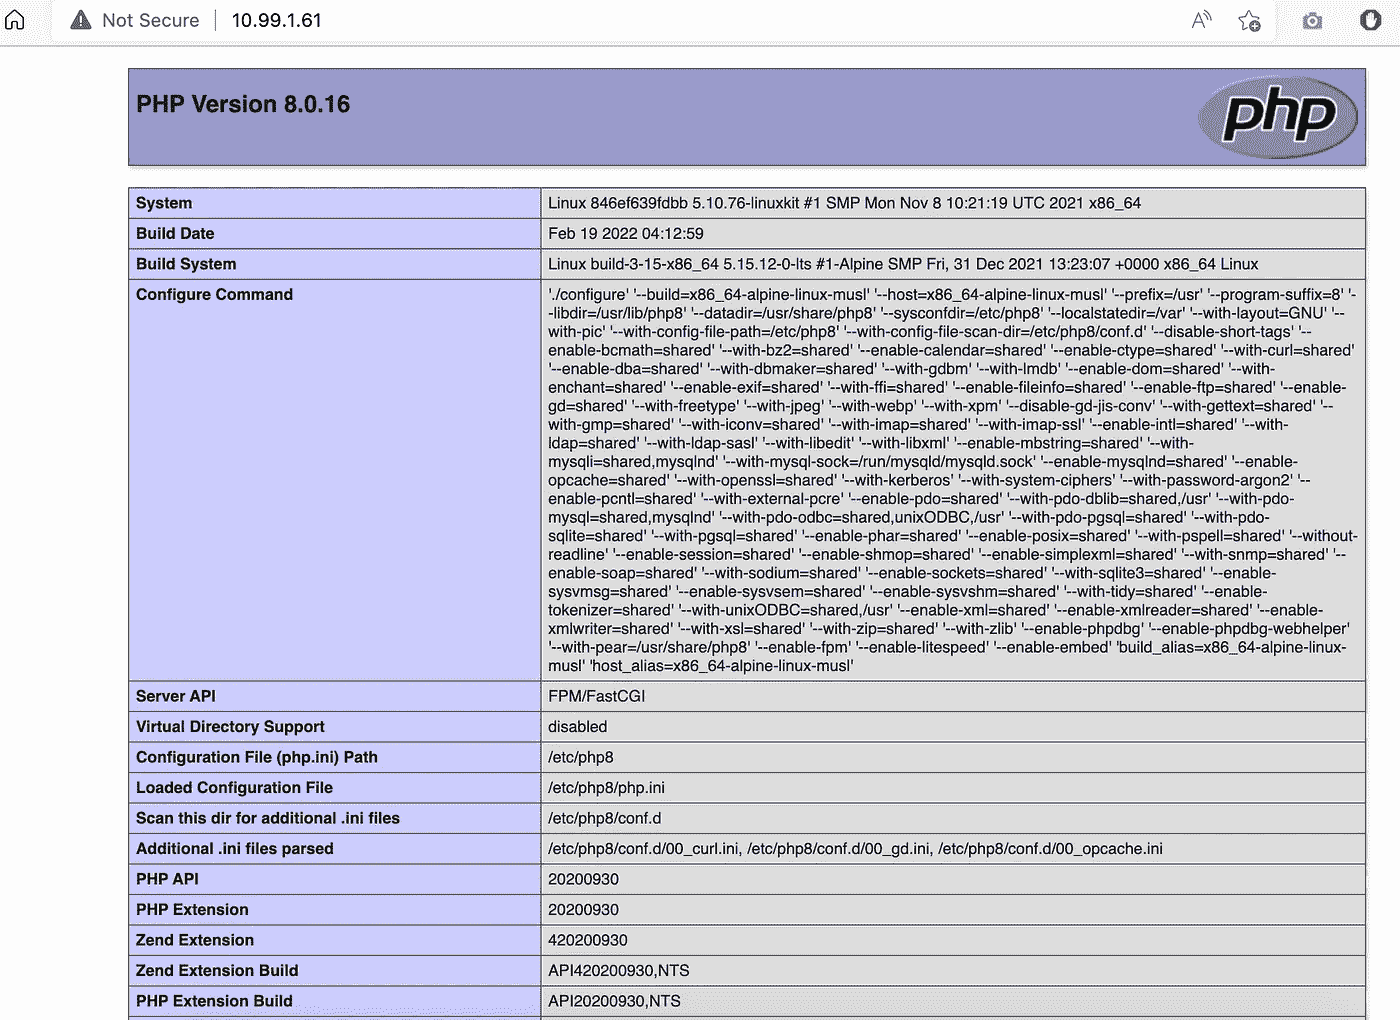 Not Secure 10.99.1.61
PHP Version 8.0.16
php
System Linux 846ef639fdbb 5.10.76-linuxkit #1 SMP Mon Nov 8 10:21:19 UTC 2021 x86_64
Build Date Feb 19 2022 04:12:59
Build System Linux build-3-15-x86_64 5.15.12-0-lts #1-Alpine SMP Fri, 31 Dec 2021 13:23:07 +0000 x86_64 Linux
Configure Command './configure' '--build=x86_64-alpine-linux-musl' '--host=x86_64-alpine-linux-musl' '--prefix=/usr' '--program-suffix=8' '-
-libdir=/usr/lib/php8' '--datadir=/usr/share/php8' '--sysconfdir=/etc/php8' '--localstatedir=/var' '--with-layout=GNU' '--
with-pic' '--with-config-file-path=/etc/php8' '--with-config-file-scan-dir=/etc/php8/conf.d' '--disable-short-tags' '--
enable-bcmath=shared' '--with-bz2=shared' '--enable-calendar=shared' '--enable-ctype=shared' '--with-curl=shared'
'--enable-dba=shared' '--with-dbmaker=shared' '--with-gdbm' '--with-lmdb' '--enable-dom=shared' '--with-
enchant=shared' '--enable-exif=shared' '--with-ffi=shared' '--enable-fileinfo=shared' '--enable-ftp=shared' '--enable-
gd=shared' '--with-freetype' '--with-jpeg' '--with-webp' '--with-xpm' '--disable-gd-jis-conv' '--with-gettext=shared' '--
with-gmp=shared' '--with-iconv=shared' '--with-imap=shared' '--with-imap-ssl' '--enable-intl=shared' '--with-
ldap=shared' '--with-ldap-sasl' '--with-libedit' '--with-libxml' '--enable-mbstring=shared' '--with-
mysqli=shared,mysqlnd' '--with-mysql-sock=/run/mysqld/mysqld.sock' '--enable-mysqlnd=shared' '--enable-
opcache=shared' '--with-openssl=shared' '--with-kerberos' '--with-system-ciphers' '--with-password-argon2' '--
enable-pcntl=shared' '--with-external-pcre' '--enable-pdo=shared' '--with-pdo-dblib=shared,/usr' '--with-pdo-
mysql=shared,mysqlnd' '--with-pdo-odbc=shared,unixODBC,/usr' '--with-pdo-pgsql=shared' '--with-pdo-
sqlite=shared' '--with-pgsql=shared' '--enable-phar=shared' '--enable-posix=shared' '--with-pspell=shared' '--without-
readline' '--enable-session=shared' '--enable-shmop=shared' '--enable-simplexml=shared' '--with-snmp=shared' '--
enable-soap=shared' '--with-sodium=shared' '--enable-sockets=shared' '--with-sqlite3=shared' '--enable-
sysvmsg=shared' '--enable-sysvsem=shared' '--enable-sysvshm=shared' '--with-tidy=shared' '--enable-
tokenizer=shared' '--with-unixODBC=shared,/usr' '--enable-xml=shared' '--enable-xmlreader=shared' '--enable-
xmlwriter=shared' '--with-xsl=shared' '--with-zip=shared' '--with-zlib' '--enable-phpdbg' '--enable-phpdbg-webhelper'
'--with-pear=/usr/share/php8' '--enable-fpm' '--enable-litespeed' '--enable-embed' 'build_alias=x86_64-alpine-linux-
musl' 'host_alias=x86_64-alpine-linux-musl'
Server API FPM/FastCGI
Virtual Directory Support disabled
Configuration File (php.ini) Path /etc/php8
Loaded Configuration File /etc/php8/php.ini
Scan this dir for additional .ini files /etc/php8/conf.d
Additional .ini files parsed /etc/php8/conf.d/00_curl.ini, /etc/php8/conf.d/00_gd.ini, /etc/php8/conf.d/00_opcache.ini
PHP API 20200930
PHP Extension 20200930
Zend Extension 420200930
Zend Extension Build API420200930,NTS
PHP Extension Build API20200930,NTS